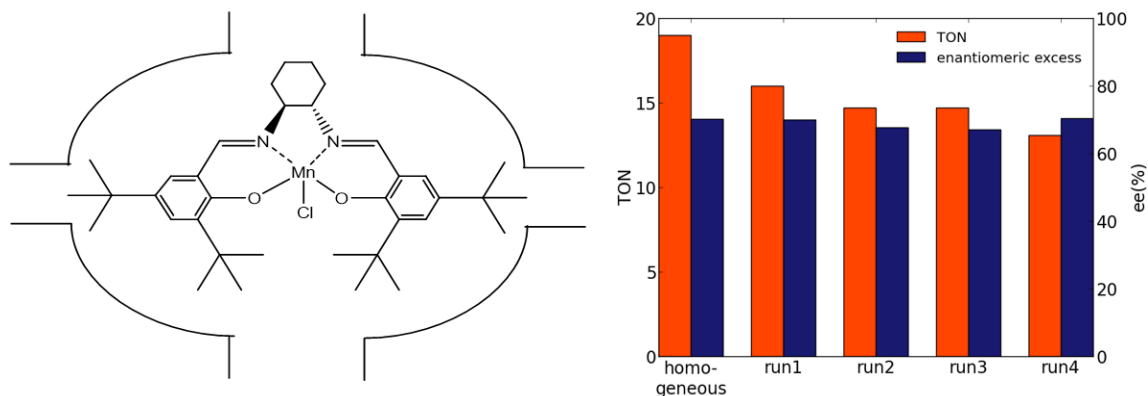 N
N
Mn
O
O
Cl
20
15
10
5
0
TON
TON
enantiomeric excess
100
80
60
40
20
0
ee(%)
homo-
geneous
run1
run2
run3
run4